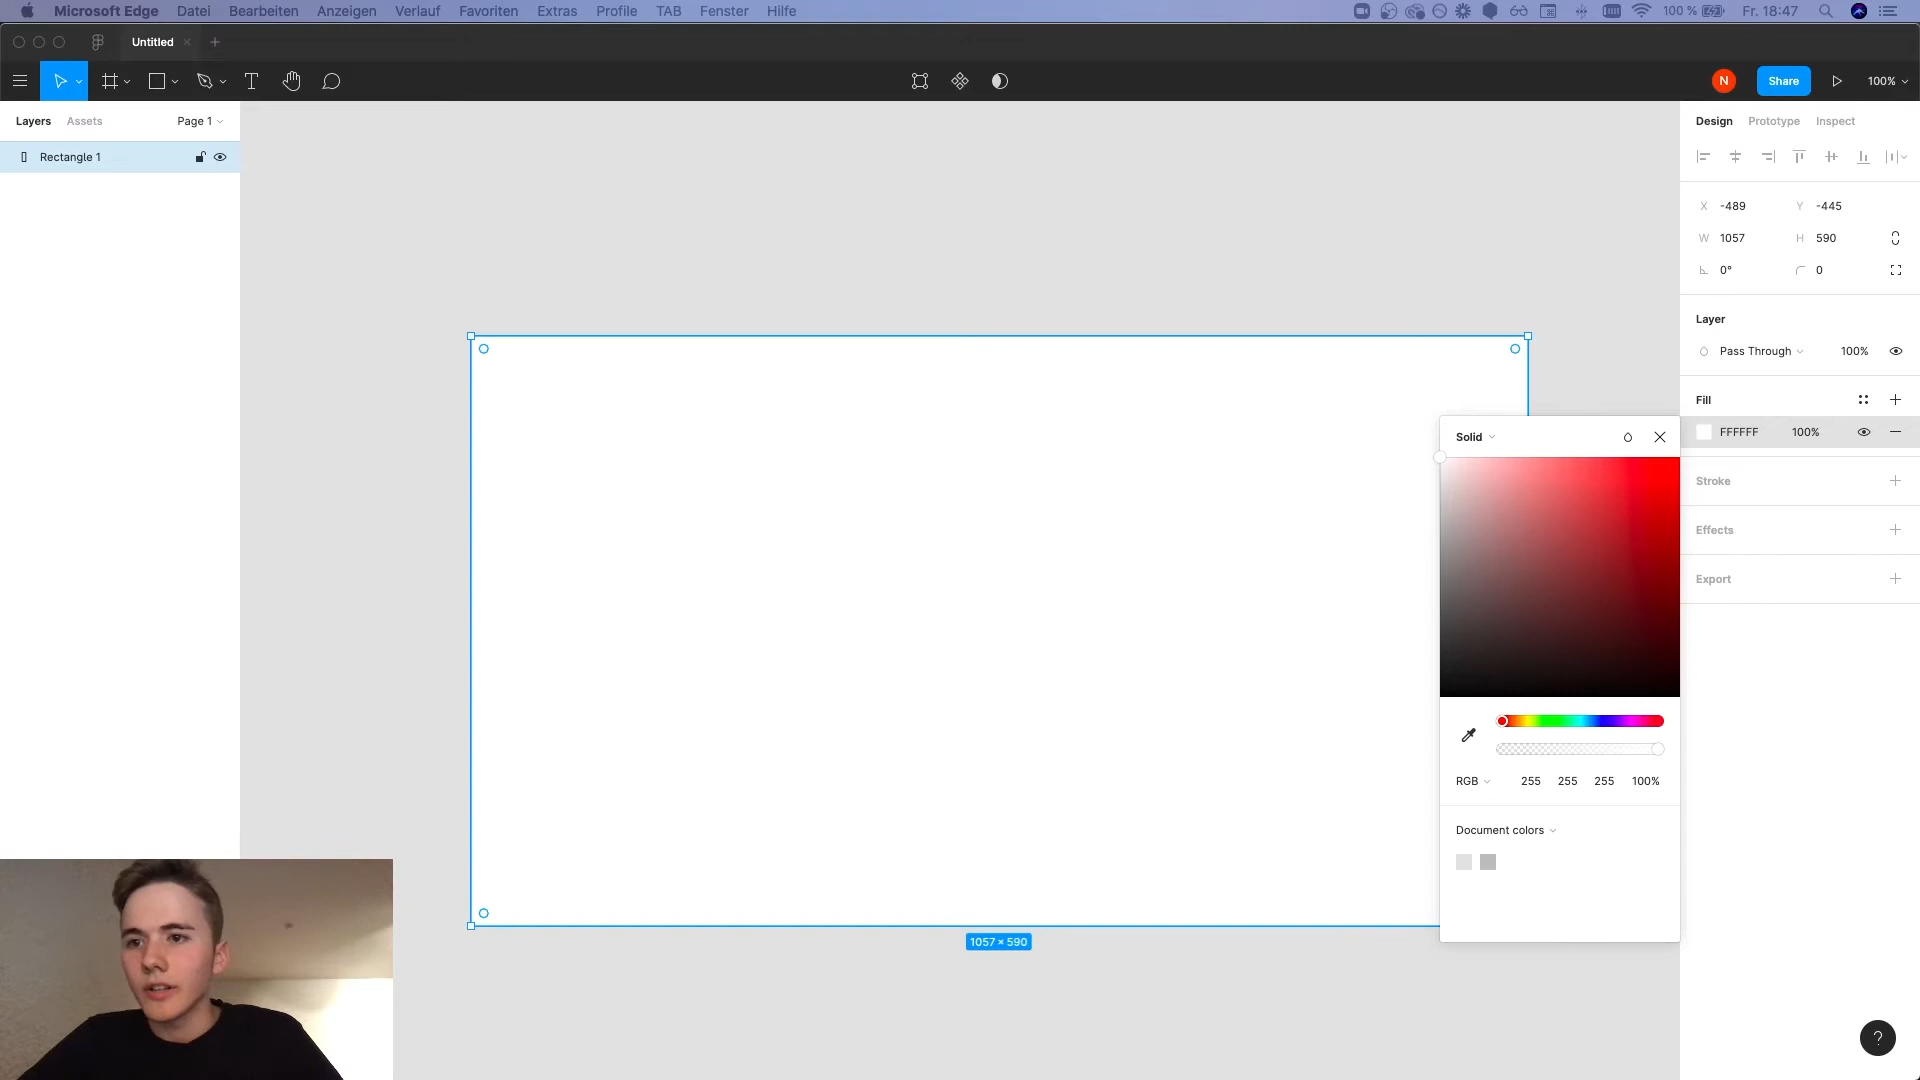 Microsoft Edge Datei Bearbeiten Anzeigen Verlauf Favoriten Extras Profile TAB Fenster Hilfe 100 % Fr. 18:47
Untitled
N Share 100%
Layers Assets Page 1
Rectangle 1
Design Prototype Inspect
X -489 Y -445
W 1057 H 590
0° 0
Layer
Pass Through 100%
Fill
FFFFFF 100%
Solid
Stroke
Effects
Export
RGB 255 255 255 100%
Document colors
1057 × 590
?